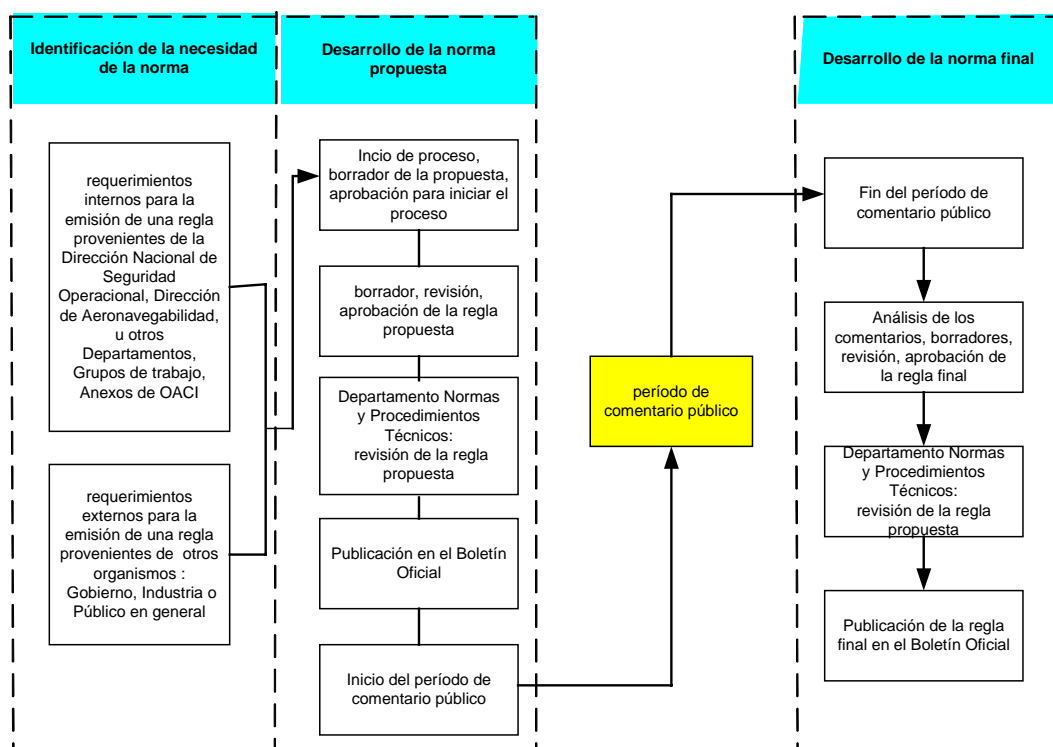 Identificación de la necesidad
de la norma
requerimientos
internos para la
emisión de una regla
provenientes de la
Dirección Nacional de
Seguridad
Operacional, Dirección
de Aeronavegabilidad,
u otros
Departamentos,
Grupos de trabajo,
Anexos de OACI
requerimientos
externos para la
emisión de una regla
provenientes de otros
organismos :
Gobierno, Industria o
Público en general
Desarrollo de la norma
propuesta
Incio de proceso,
borrador de la propuesta,
aprobación para iniciar el
proceso
borrador, revisión,
aprobación de la regla
propuesta
Departamento Normas
y Procedimientos
Técnicos:
revisión de la regla
propuesta
Publicación en el Boletín
Oficial
Inicio del período de
comentario público
período de
comentario público
Desarrollo de la norma final
Fin del período de
comentario público
Análisis de los
comentarios, borradores,
revisión, aprobación de
la regla final
Departamento Normas
y Procedimientos
Técnicos:
revisión de la regla
propuesta
Publicación de la regla
final en el Boletín Oficial